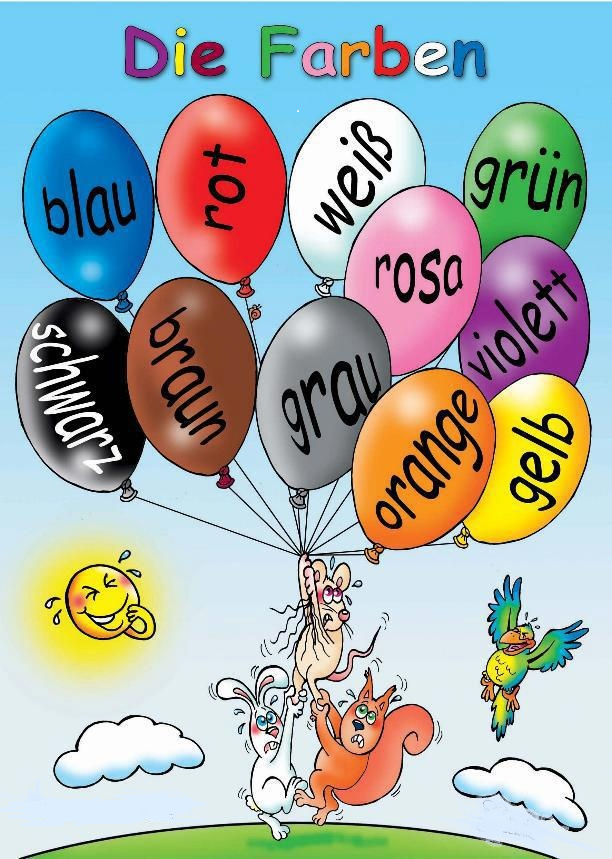 Die Farben
blau
rot
weiß
grün
rosa
violett
schwarz
braun
grau
orange
gelb